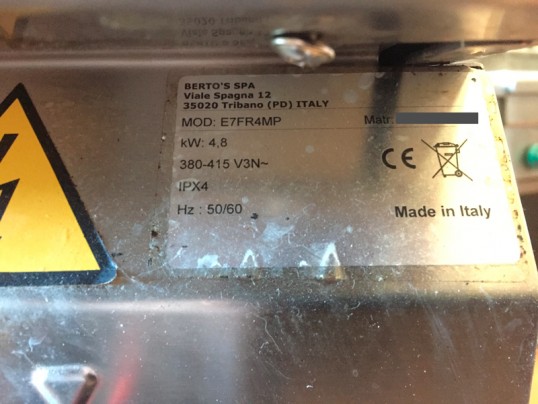 BERTO'S SPA
Viale Spagna 12
35020 Tribano (PD) ITALY
MOD: E7FR4MP Matr:
kW: 4,8
380-415 V3N~
IPX4
Hz : 50/60
CE
Made in Italy